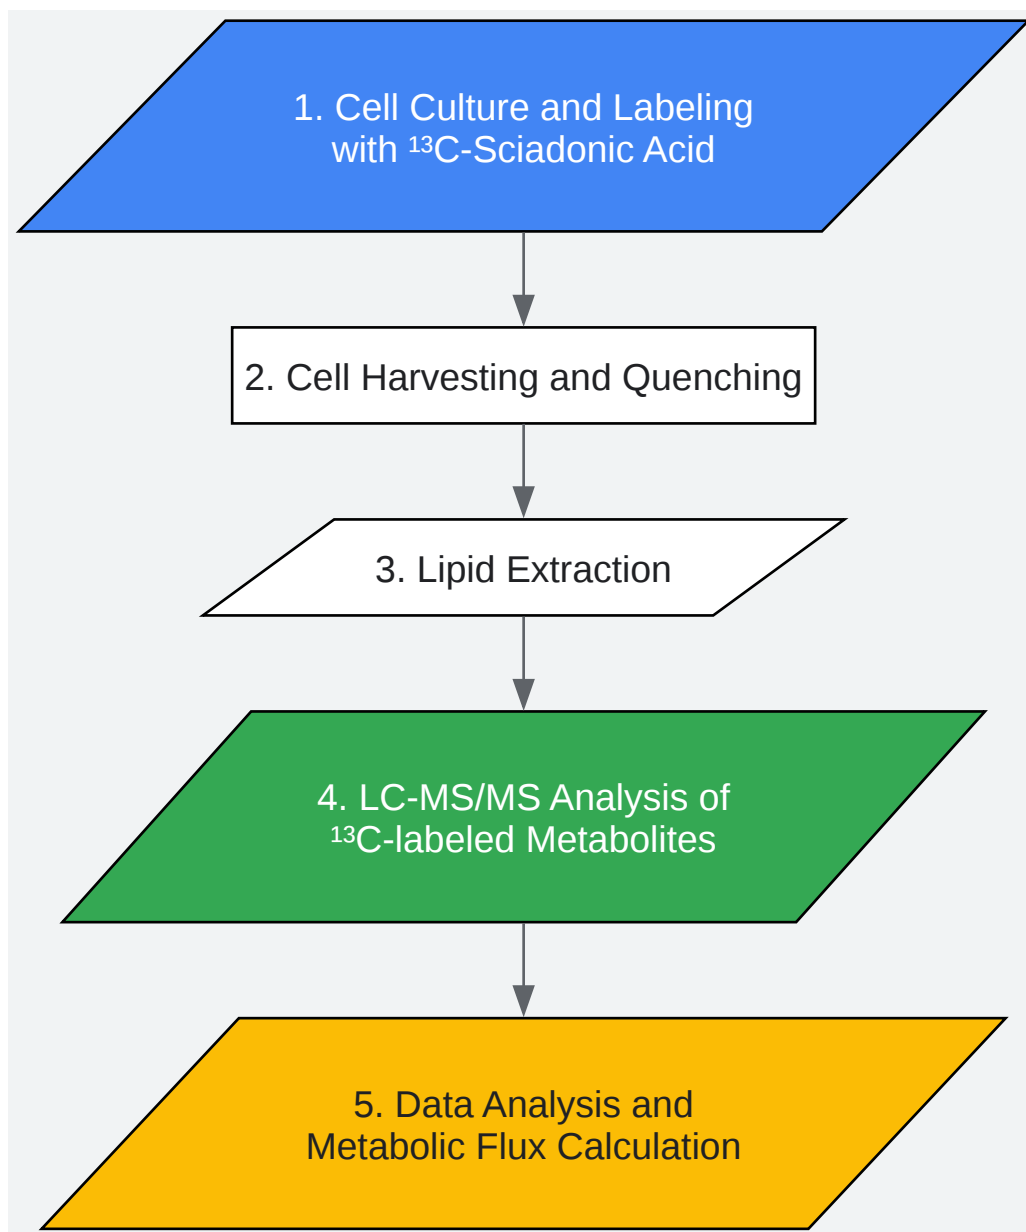 1. Cell Culture and Labeling
with ¹³C-Sciadonic Acid
2. Cell Harvesting and Quenching
3. Lipid Extraction
4. LC-MS/MS Analysis of
¹³C-labeled Metabolites
5. Data Analysis and
Metabolic Flux Calculation